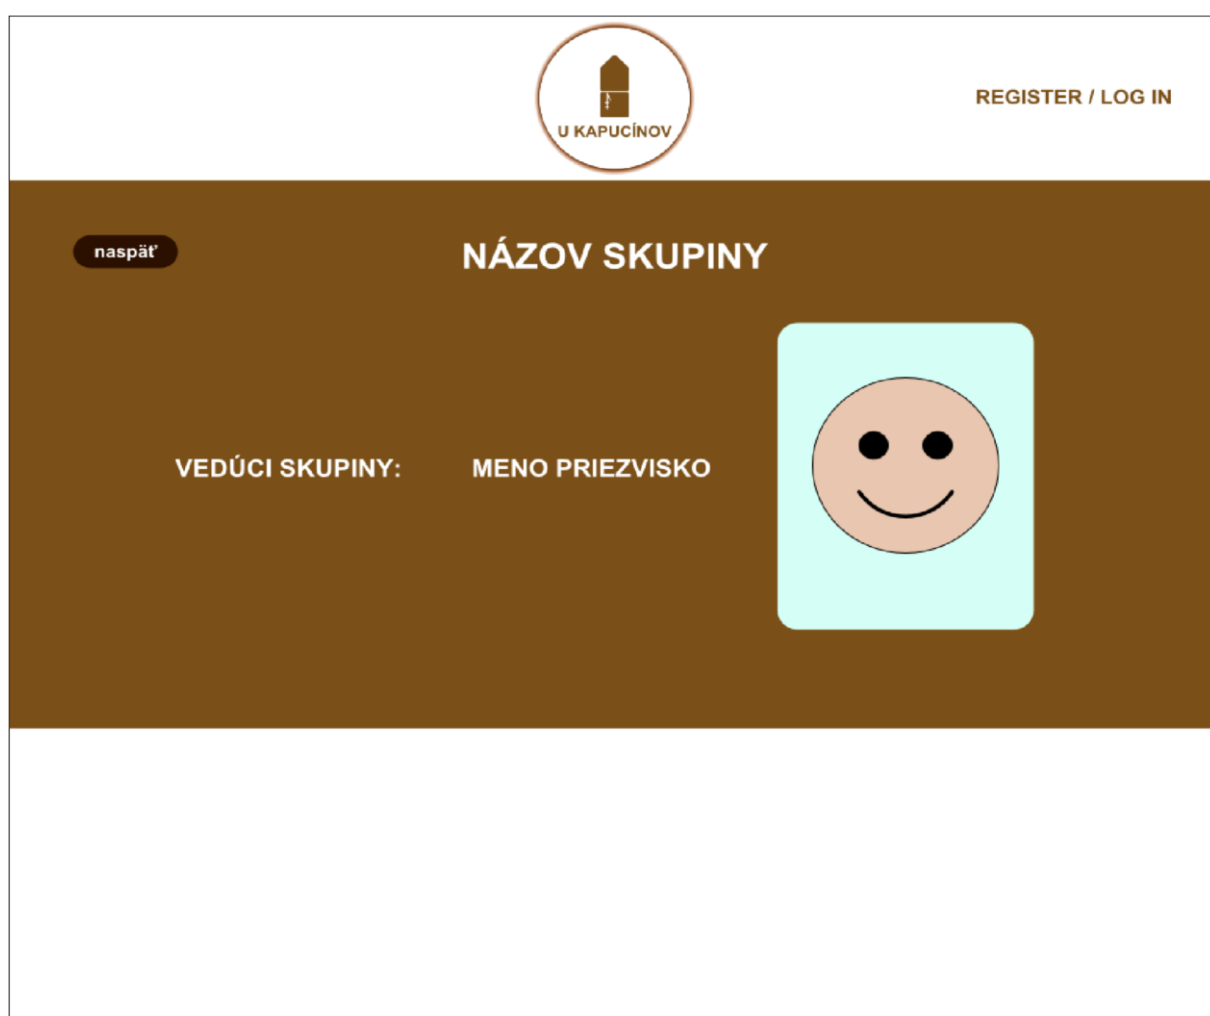 U KAPUCÍNOV
REGISTER / LOG IN
naspäť
NÁZOV SKUPINY
VEDÚCI SKUPINY: MENO PRIEZVISKO